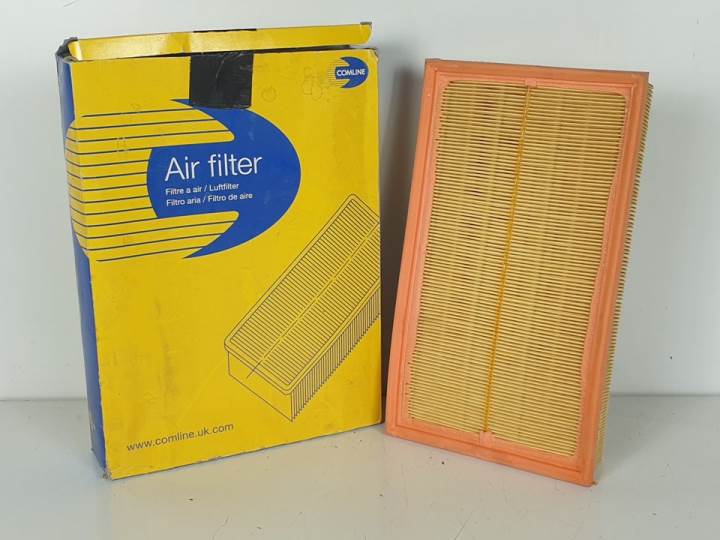 COMLINE
Air filter
Filtre a air / Luftfilter
Filtro aria / Filtro de aire
www.comline.uk.com